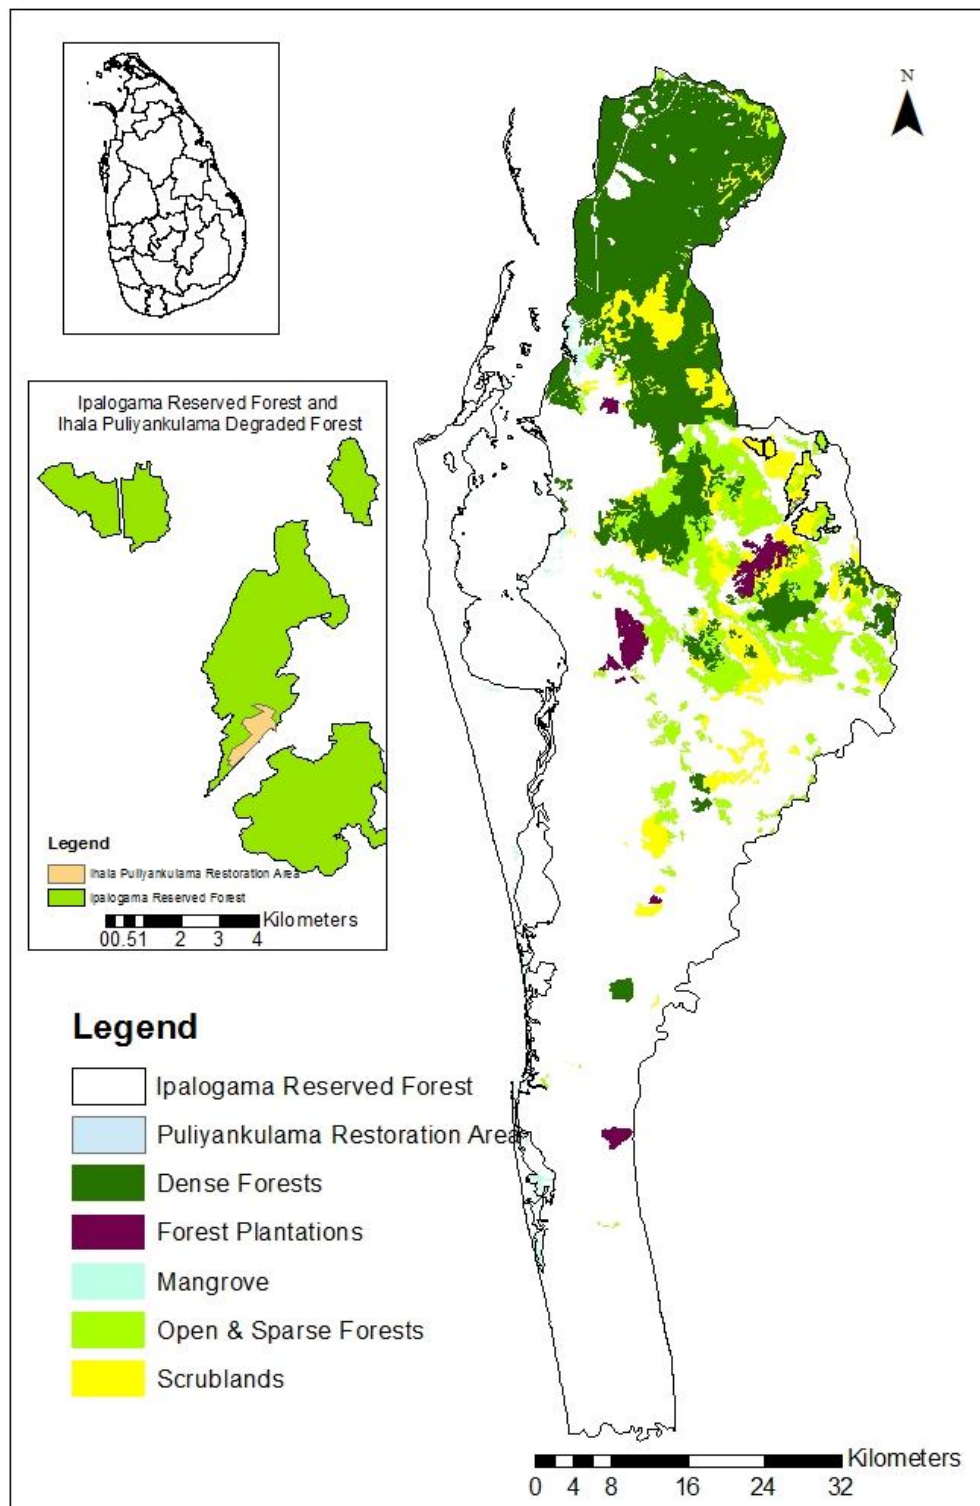 N
Ipalogama Reserved Forest and
Ihala Puliyankulama Degraded Forest
Legend
Ihala Puliyankulama Restoration Area
Ipalogama Reserved Forest
Kilometers
00.51 2 3 4
Legend
Ipalogama Reserved Forest
Puliyankulama Restoration Area
Dense Forests
Forest Plantations
Mangrove
Open & Sparse Forests
Scrublands
Kilometers
0 4 8 16 24 32